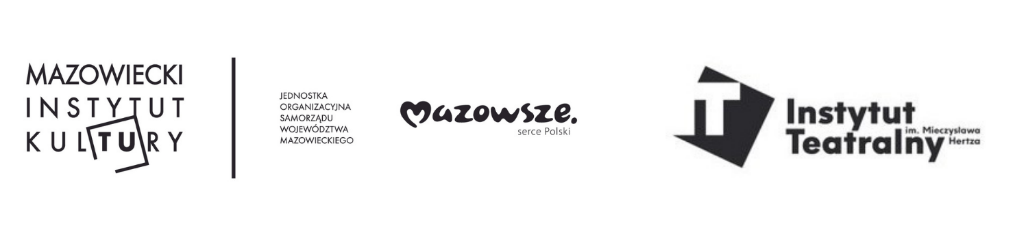 MAZOWIECKI
INSTYTUT
KULTURY
JEDNOSTKA
ORGANIZACYJNA
SAMORZĄDU
WOJEWÓDZTWA
MAZOWIECKIEGO
mazowsze.
serce Polski
T
Instytut
Teatralny
im. Mieczysława
Hertza